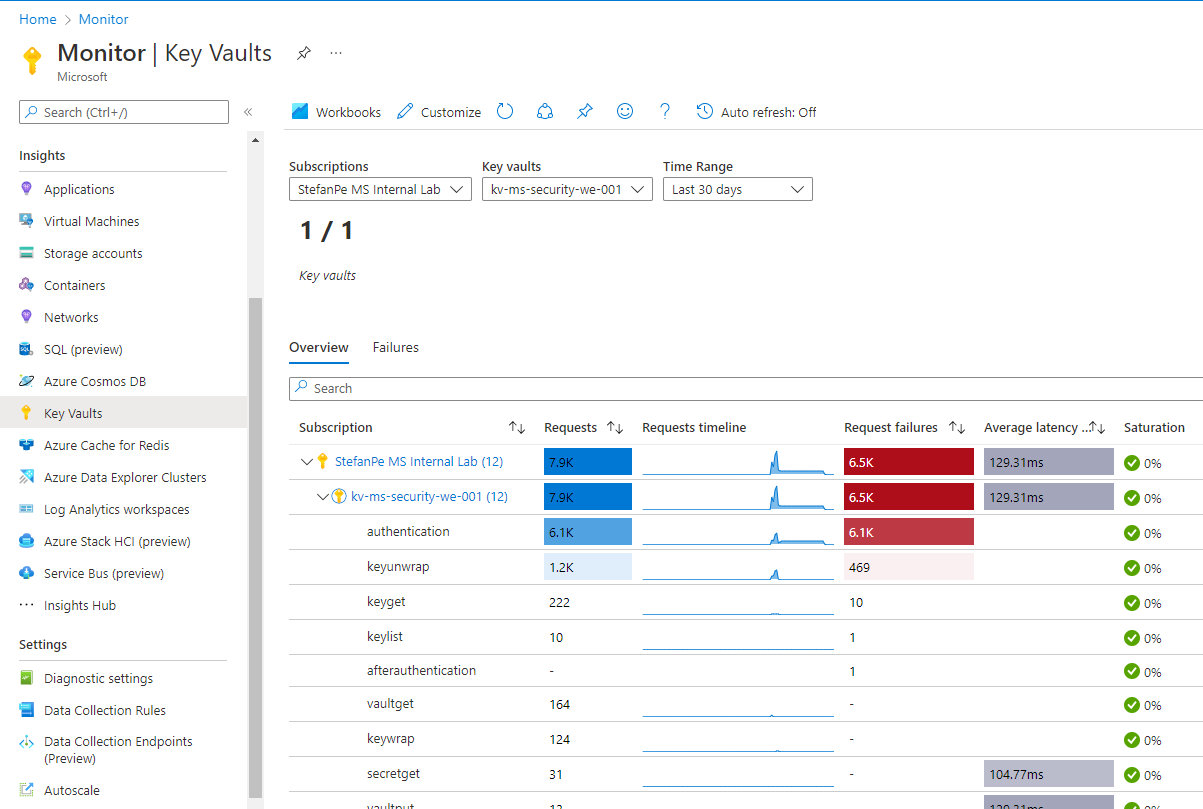 Home > Monitor
Monitor | Key Vaults
Microsoft
Search (Ctrl+/)
«
Insights
Applications
Virtual Machines
Storage accounts
Containers
Networks
SQL (preview)
Azure Cosmos DB
Key Vaults
Azure Cache for Redis
Azure Data Explorer Clusters
Log Analytics workspaces
Azure Stack HCI (preview)
Service Bus (preview)
Insights Hub
Settings
Diagnostic settings
Data Collection Rules
Data Collection Endpoints
(Preview)
Autoscale
Workbooks Customize ? Auto refresh: Off
Subscriptions Key vaults Time Range
StefanPe MS Internal Lab kv-ms-security-we-001 Last 30 days
1 / 1
Key vaults
Overview Failures
Search
Subscription Requests Requests timeline Request failures Average latency ... Saturation
StefanPe MS Internal Lab (12) 7.9K 6.5K 129.31ms 0%
kv-ms-security-we-001 (12) 7.9K 6.5K 129.31ms 0%
authentication 6.1K 6.1K 0%
keyunwrap 1.2K 469 0%
keyget 222 10 0%
keylist 10 1 0%
afterauthentication - 1 0%
vaultget 164 - 0%
keywrap 124 - 0%
secretget 31 - 104.77ms 0%
vaultput 12 129.31ms 0%